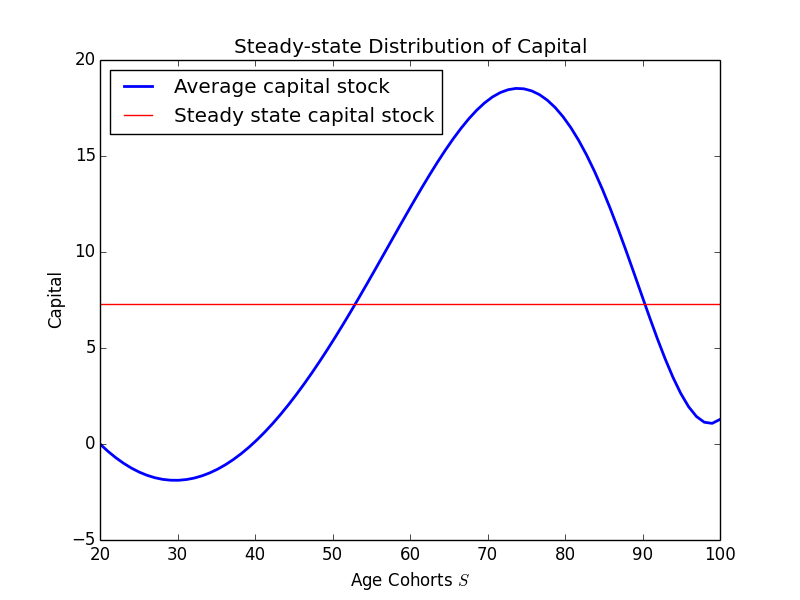 Steady-state Distribution of Capital
Average capital stock
Steady state capital stock
20
15
10
5
0
−5
Capital
20 30 40 50 60 70 80 90 100
Age Cohorts S